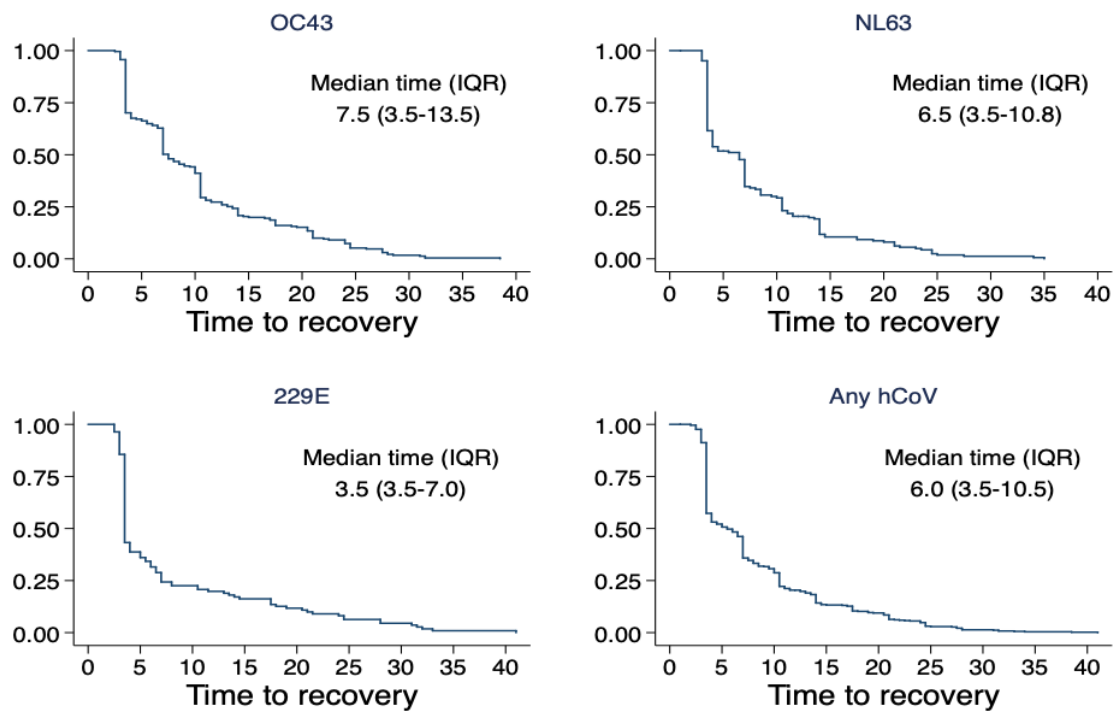 OC43
1.00
0.75
0.50
0.25
0.00
Median time (IQR)
7.5 (3.5-13.5)
0 5 10 15 20 25 30 35 40
Time to recovery
NL63
1.00
0.75
0.50
0.25
0.00
Median time (IQR)
6.5 (3.5-10.8)
0 5 10 15 20 25 30 35 40
Time to recovery
229E
1.00
0.75
0.50
0.25
0.00
Median time (IQR)
3.5 (3.5-7.0)
0 5 10 15 20 25 30 35 40
Time to recovery
Any hCoV
1.00
0.75
0.50
0.25
0.00
Median time (IQR)
6.0 (3.5-10.5)
0 5 10 15 20 25 30 35 40
Time to recovery